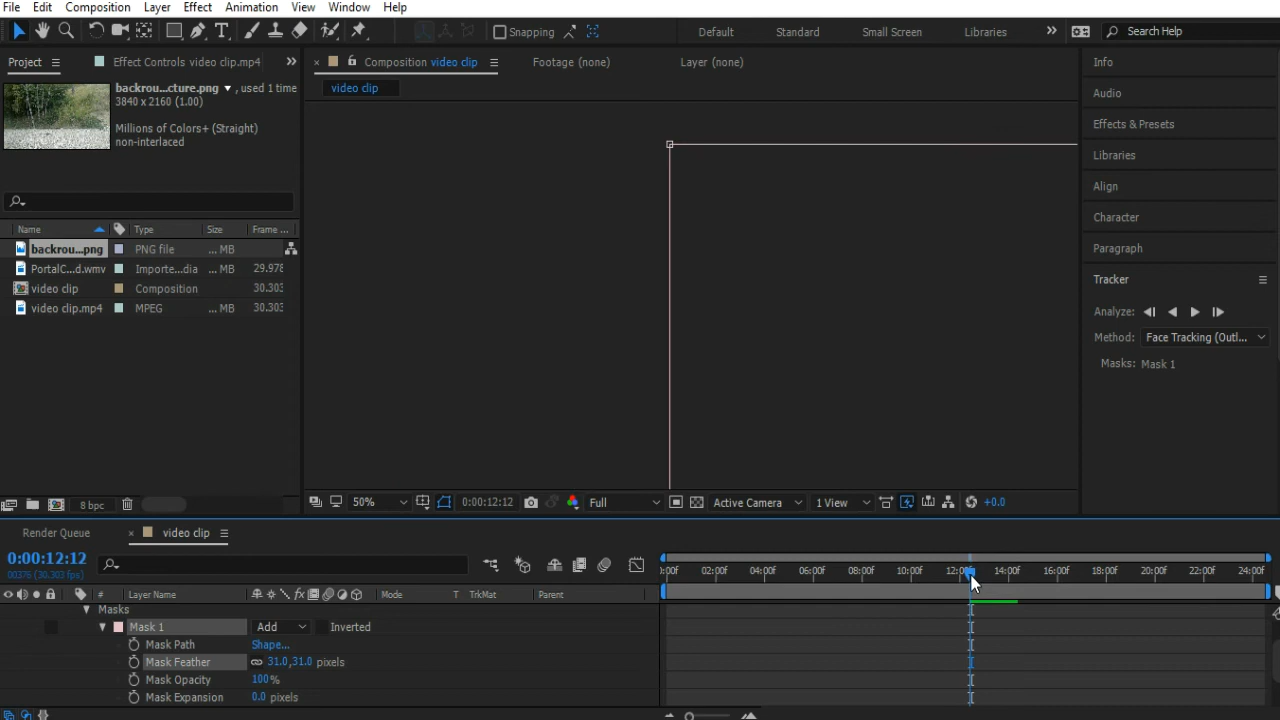 File Edit Composition Layer Effect Animation View Window Help
Snapping Default Standard Small Screen Libraries Search Help
Project Effect Controls video clip.mp4 Composition video clip Footage (none) Layer (none) Info
backrou...cture.png , used 1 time video clip
3840 x 2160 (1.00) Audio
Millions of Colors+ (Straight) Effects & Presets
non-interlaced
Libraries
Align
Character
Name Type Size Frame ...
backrou...png PNG file ... MB Paragraph
PortalC...d.wmv Importe...dia ... MB 29.978
Tracker
video clip Composition 30.303
video clip.mp4 MPEG ... MB 30.303 Analyze:
Method: Face Tracking (Outl...
Masks: Mask 1
8 bpc 50% 0:00:12:12 Full Active Camera 1 View +0.0
Render Queue video clip
0:00:12:12
00376 (30.303 fps) :00f 02:00f 04:00f 06:00f 08:00f 10:00f 12:00f 14:00f 16:00f 18:00f 20:00f 22:00f 24:00f
# Layer Name Mode T TrkMat Parent
Masks
Mask 1 Add Inverted
Mask Path Shape...
Mask Feather 31.0,31.0 pixels
Mask Opacity 100%
Mask Expansion 0.0 pixels